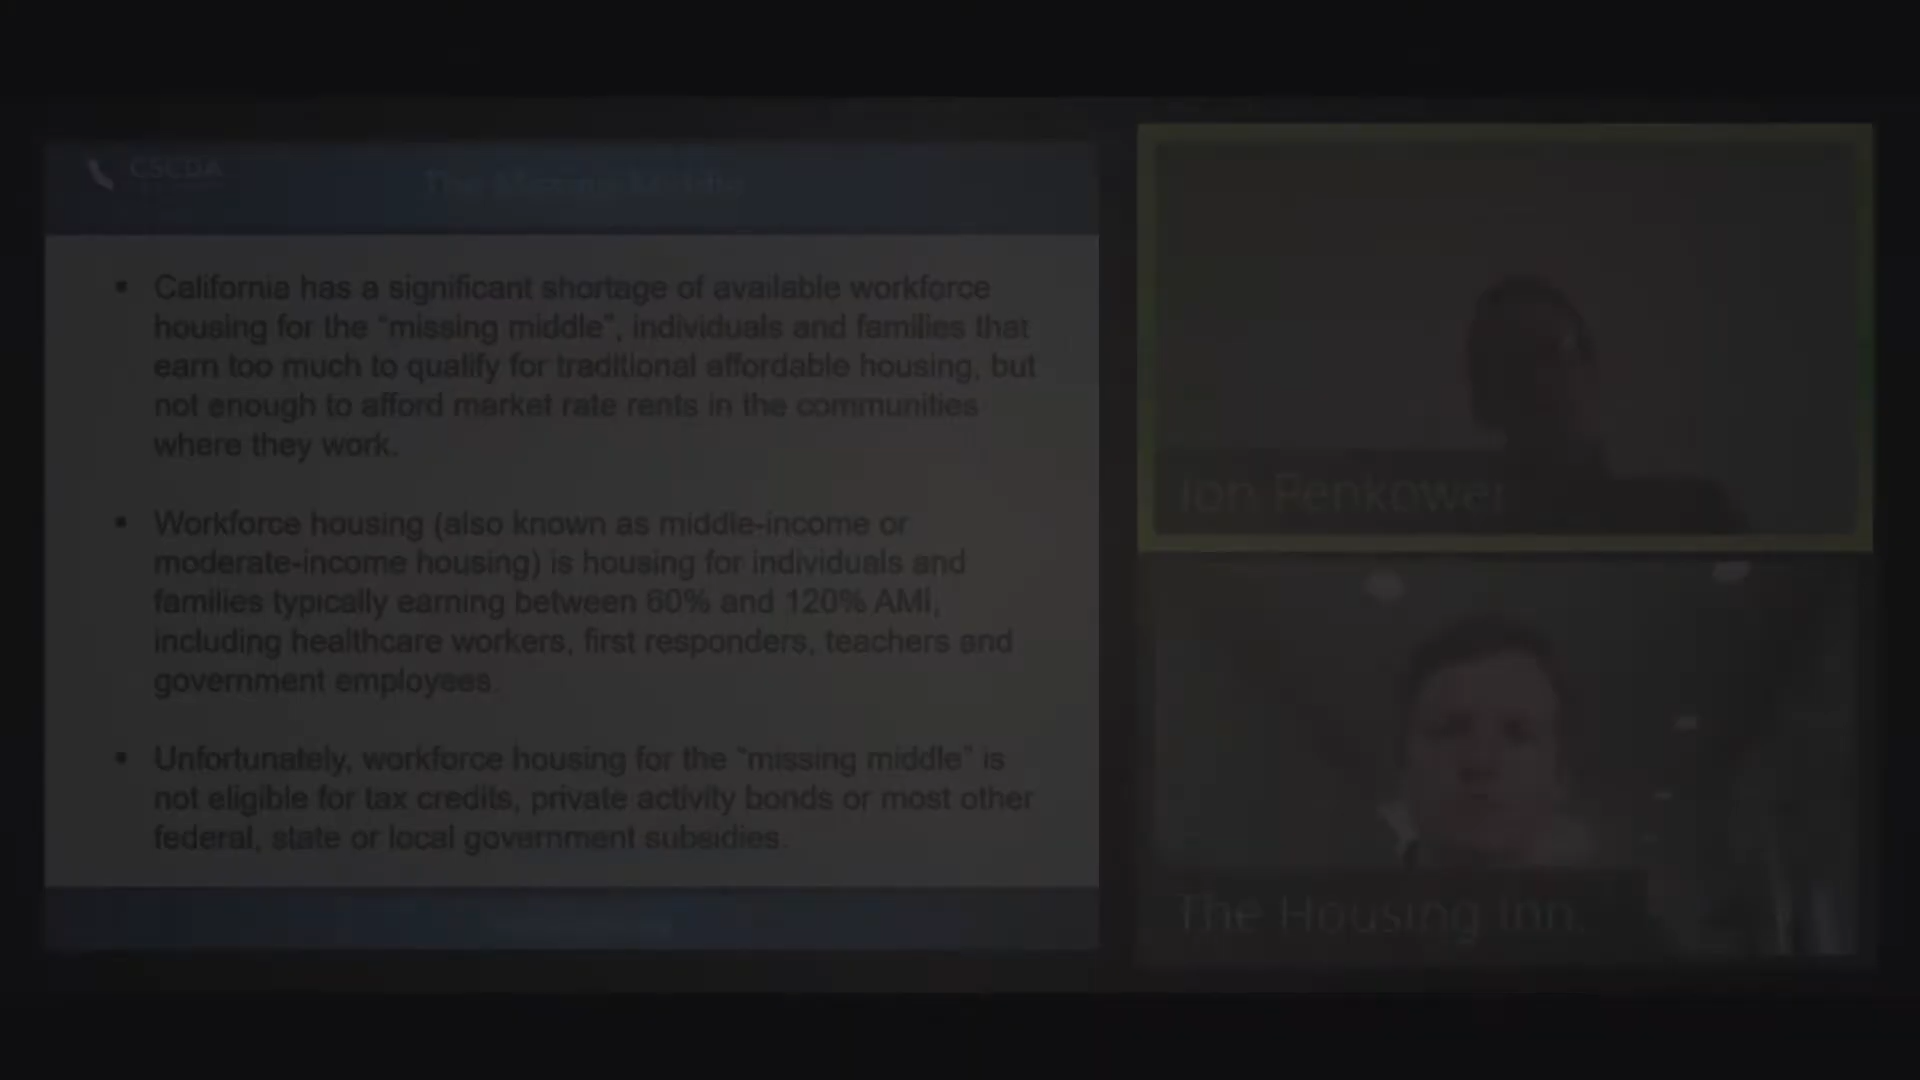 CSCDA
The Missing Middle
▪ California has a significant shortage of available workforce
housing for the “missing middle”, individuals and families that
earn too much to qualify for traditional affordable housing, but
not enough to afford market rate rents in the communities
where they work.
▪ Workforce housing (also known as middle-income or
moderate-income housing) is housing for individuals and
families typically earning between 60% and 120% AMI,
including healthcare workers, first responders, teachers and
government employees.
▪ Unfortunately, workforce housing for the “missing middle” is
not eligible for tax credits, private activity bonds or most other
federal, state or local government subsidies.
Jon Penkower
The Housing Inn.